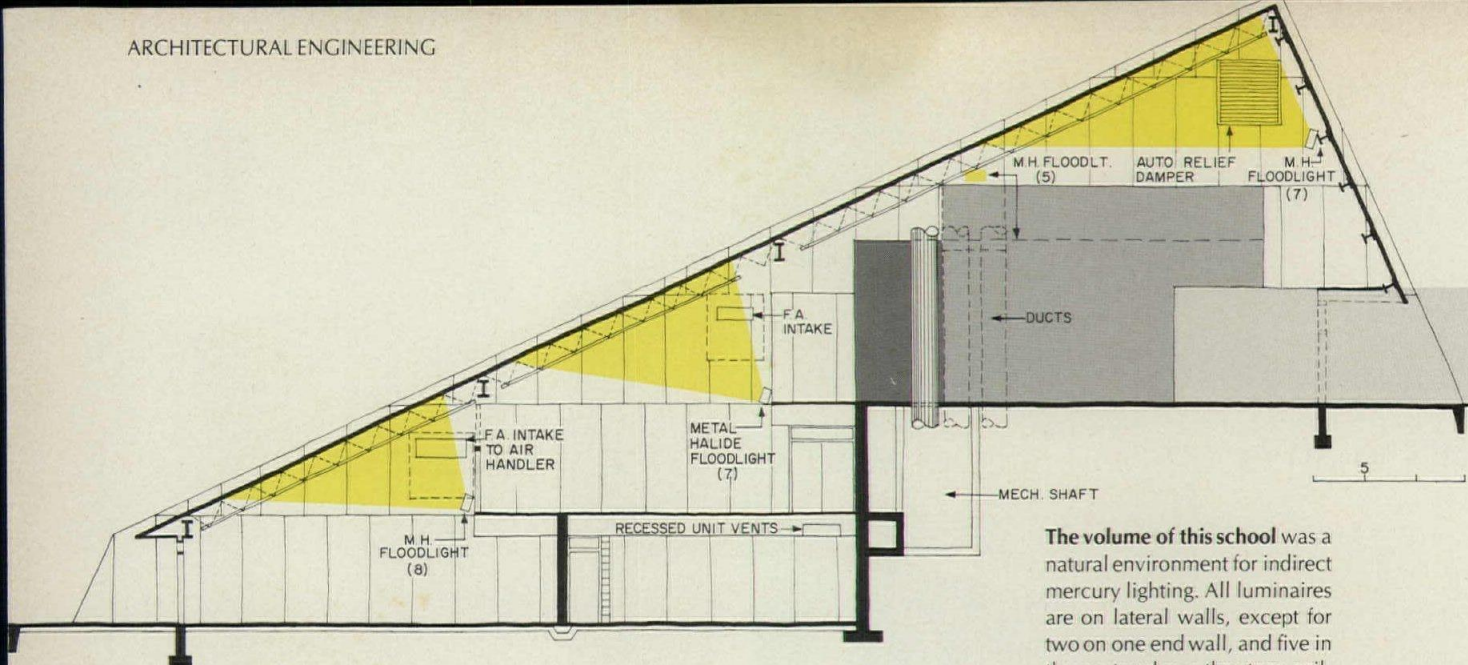 ARCHITECTURAL ENGINEERING
M.H. FLOODLT.
(5)
AUTO RELIEF
DAMPER
M.H.
FLOODLIGHT
(7)
F.A.
INTAKE
DUCTS
F.A. INTAKE
TO AIR
HANDLER
METAL
HALIDE
FLOODLIGHT
(7)
M.H.
FLOODLIGHT
(8)
RECESSED UNIT VENTS
MECH. SHAFT
5
The volume of this school was a
natural environment for indirect
mercury lighting. All luminaires
are on lateral walls, except for
two on one end wall, and five in